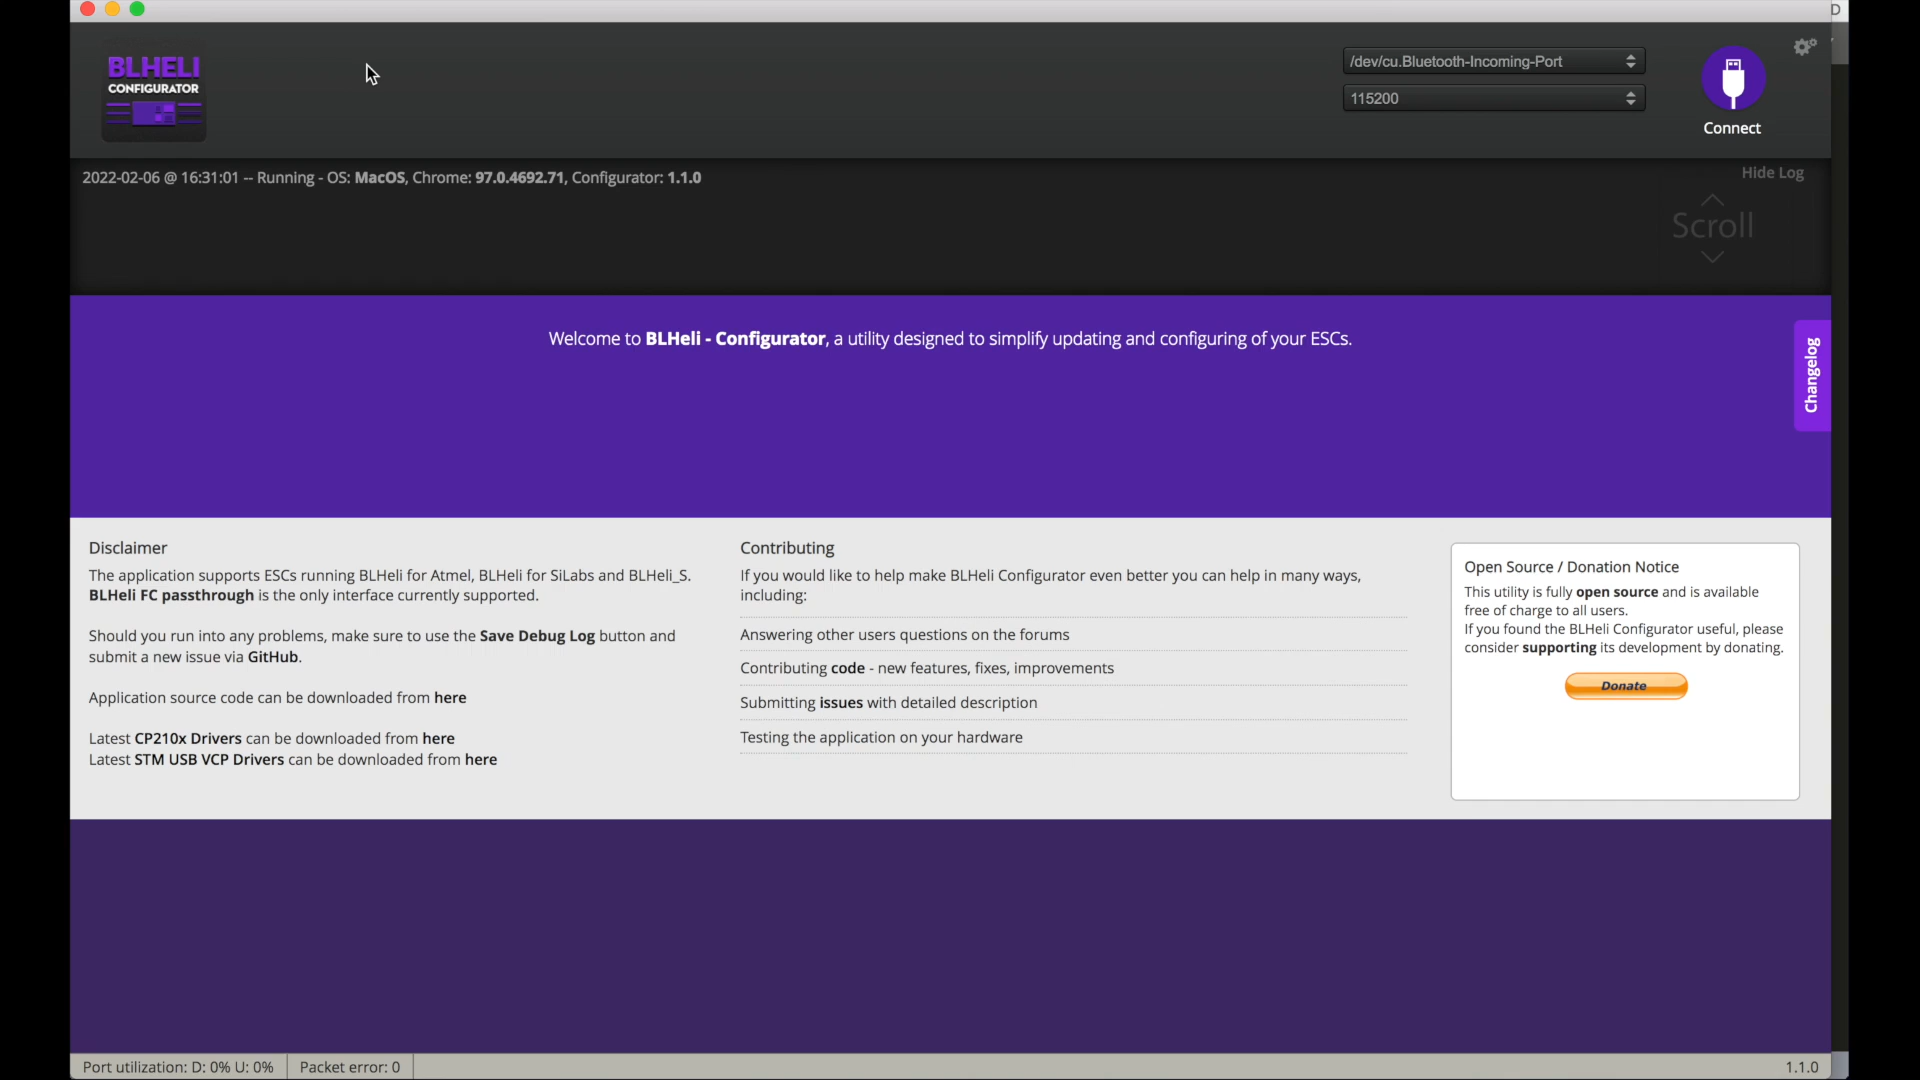 D
BLHELI
CONFIGURATOR
/dev/cu.Bluetooth-Incoming-Port
115200
Connect
2022-02-06 @ 16:31:01 -- Running - OS: MacOS, Chrome: 97.0.4692.71, Configurator: 1.1.0
Hide Log
Scroll
Welcome to BLHeli - Configurator, a utility designed to simplify updating and configuring of your ESCs.
Changelog
Disclaimer
The application supports ESCs running BLHeli for Atmel, BLHeli for SiLabs and BLHeli_S.
BLHeli FC passthrough is the only interface currently supported.
Should you run into any problems, make sure to use the Save Debug Log button and
submit a new issue via GitHub.
Application source code can be downloaded from here
Latest CP210x Drivers can be downloaded from here
Latest STM USB VCP Drivers can be downloaded from here
Contributing
If you would like to help make BLHeli Configurator even better you can help in many ways,
including:
Answering other users questions on the forums
Contributing code - new features, fixes, improvements
Submitting issues with detailed description
Testing the application on your hardware
Open Source / Donation Notice
This utility is fully open source and is available
free of charge to all users.
If you found the BLHeli Configurator useful, please
consider supporting its development by donating.
Donate
Port utilization: D: 0% U: 0%
Packet error: 0
1.1.0